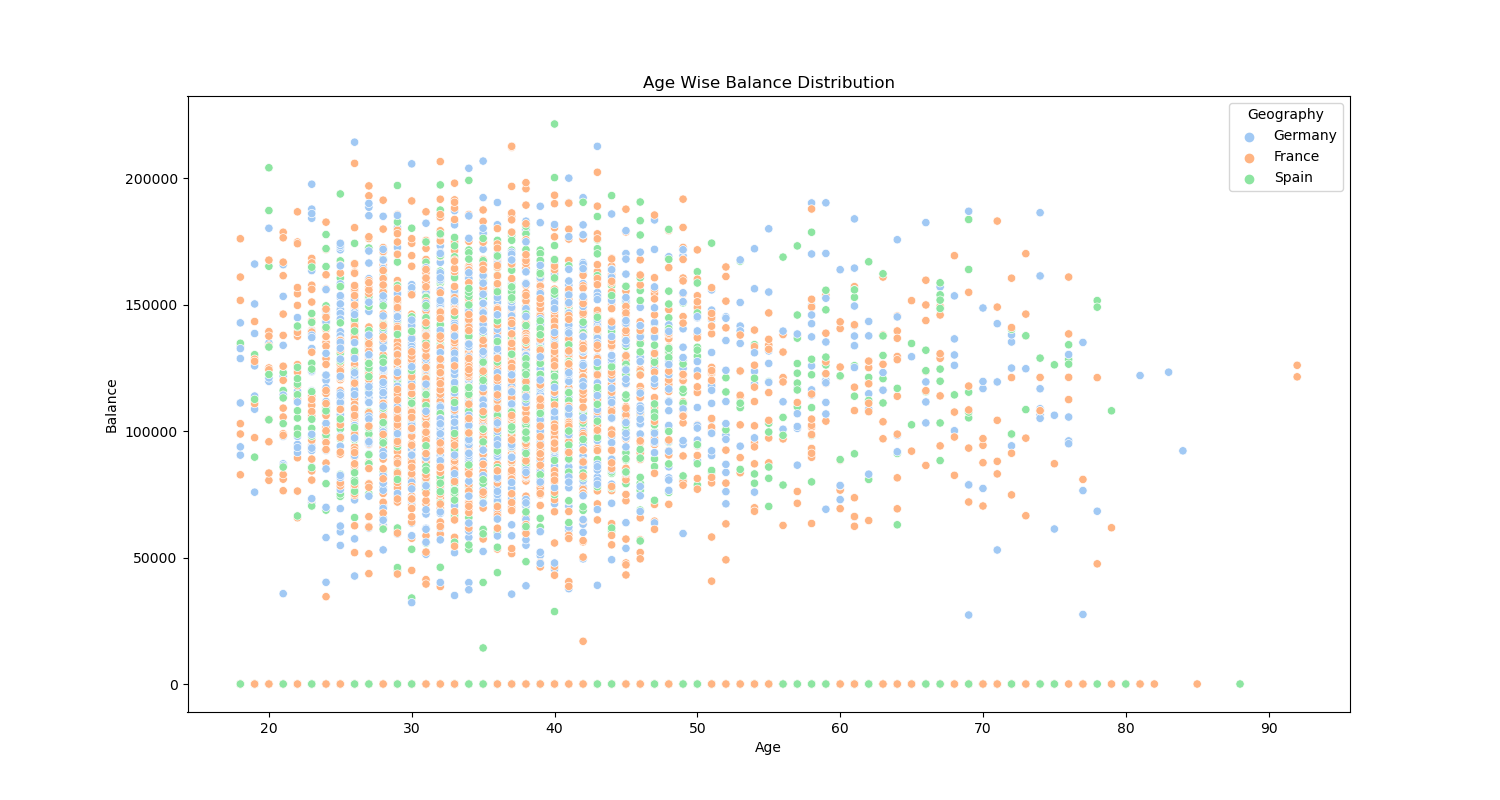 Age Wise Balance Distribution
Geography
Germany
France
Spain
200000
150000
100000
50000
0
Balance
20 30 40 50 60 70 80 90
Age